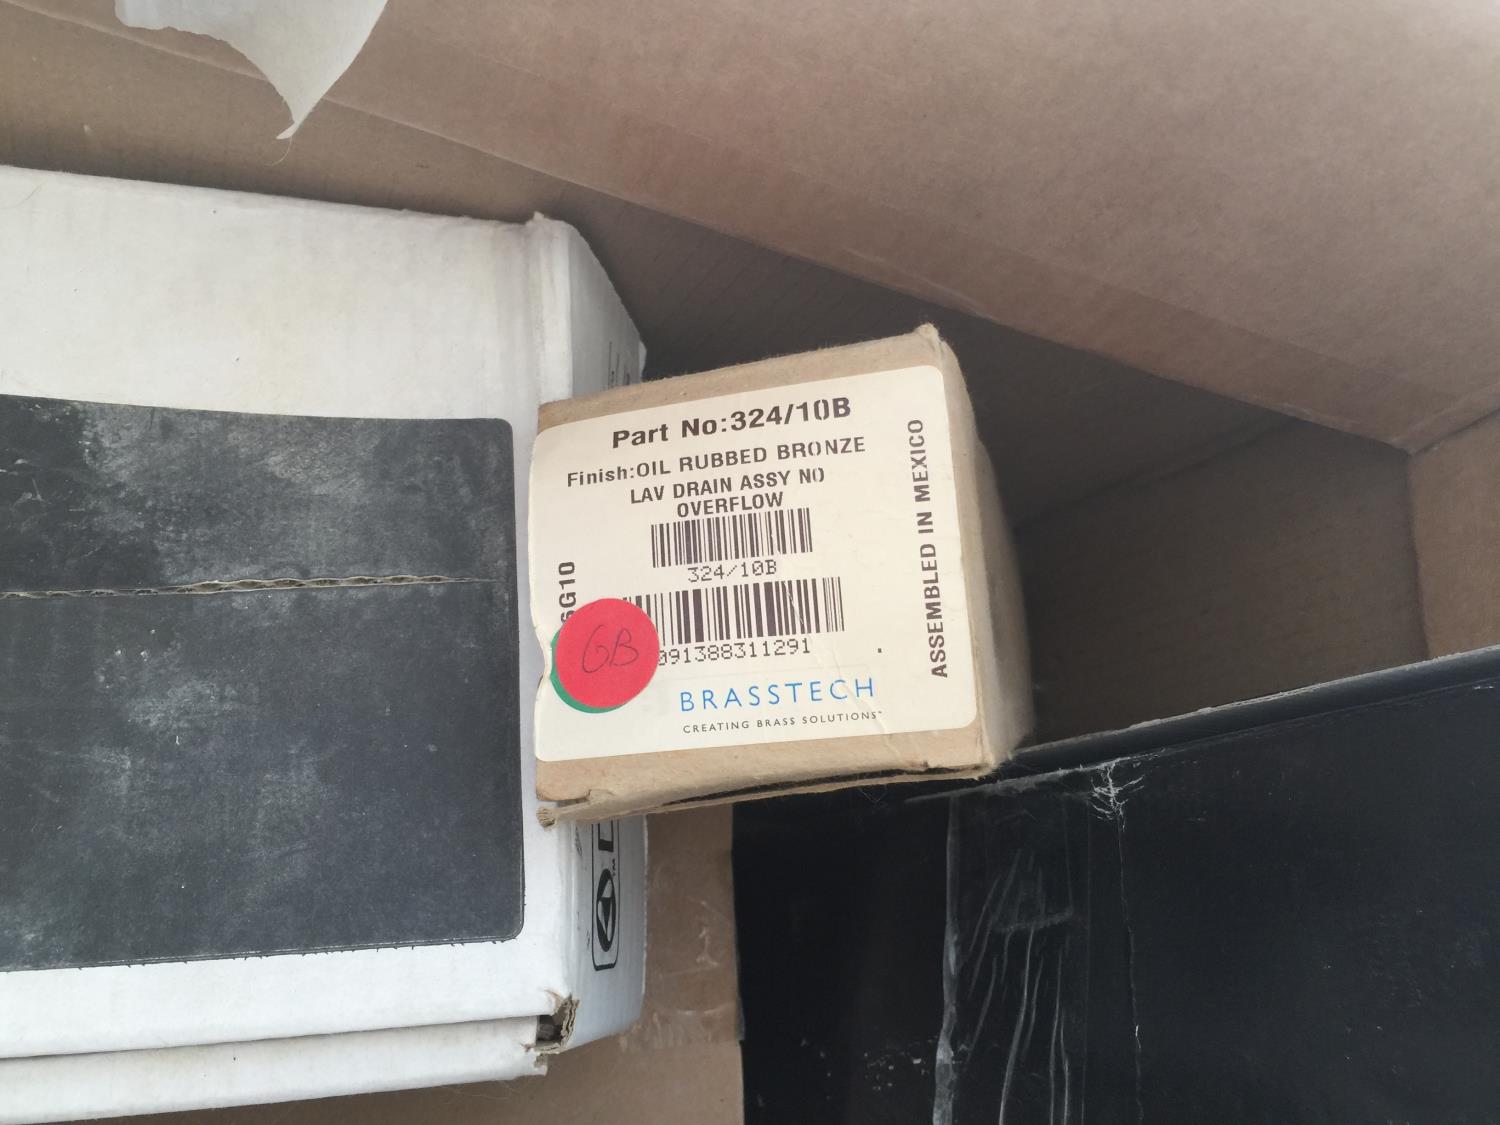 Part No:324/10B
Finish:OIL RUBBED BRONZE
LAV DRAIN ASSY NO
OVERFLOW
324/10B
091388311291
GB
BRASSTECH
CREATING BRASS SOLUTIONS™
ASSEMBLED IN MEXICO